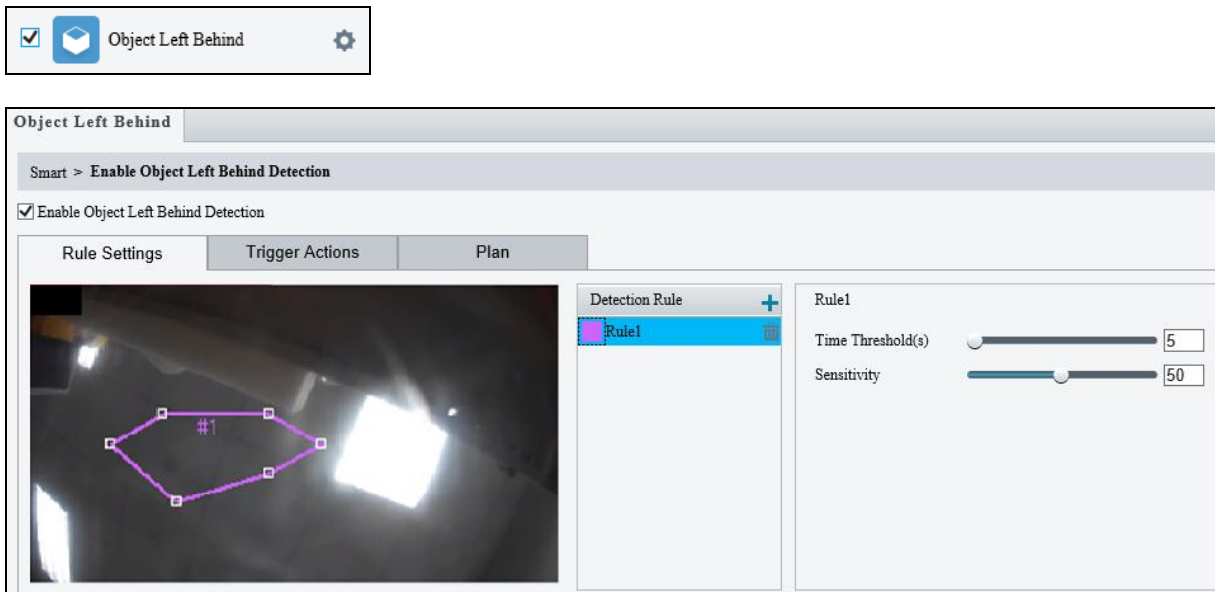 Object Left Behind
Object Left Behind
Smart > Enable Object Left Behind Detection
Enable Object Left Behind Detection
Rule Settings Trigger Actions Plan
#1
Detection Rule
Rule1
Rule1
Time Threshold(s) 5
Sensitivity 50